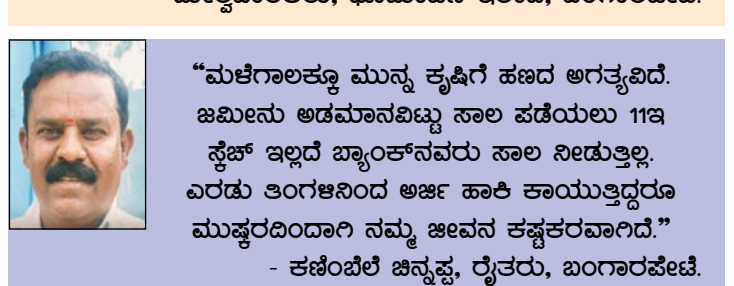 “ಮಳೆಗಾಲಕ್ಕೂ ಮುನ್ನ ಕೃಷಿಗೆ ಹಣದ ಅಗತ್ಯವಿದೆ.
ಜಮೀನು ಅಡಮಾನವಿಟ್ಟು ಸಾಲ ಪಡೆಯಲು 11ಇ
ಸ್ಕೆಚ್ ಇಲ್ಲದೆ ಬ್ಯಾಂಕ್‌ನವರು ಸಾಲ ನೀಡುತ್ತಿಲ್ಲ.
ಎರಡು ತಿಂಗಳಿನಿಂದ ಅರ್ಜಿ ಹಾಕಿ ಕಾಯುತ್ತಿದ್ದರೂ
ಮುಷ್ಕರದಿಂದಾಗಿ ನಮ್ಮ ಜೀವನ ಕಷ್ಟಕರವಾಗಿದೆ.”
- ಕಣಿಂಬೆಲೆ ಚಿನ್ನಪ್ಪ, ರೈತರು, ಬಂಗಾರಪೇಟೆ.